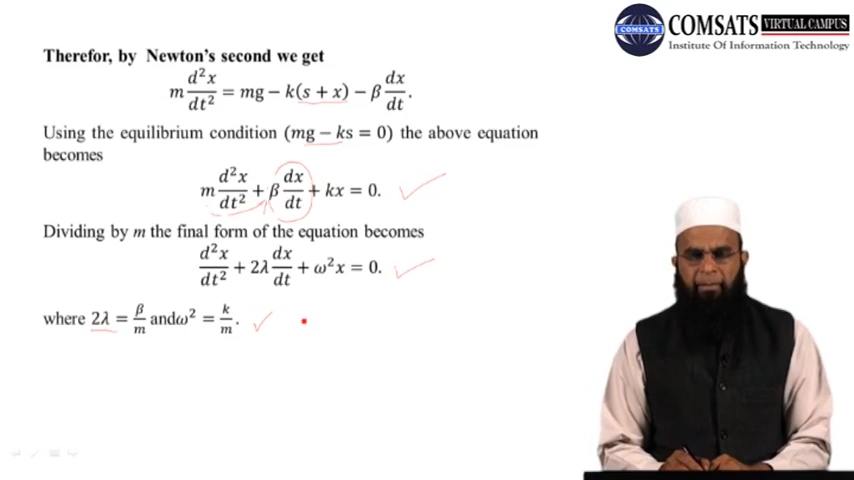 COMSATS VIRTUAL CAMPUS
Institute Of Information Technology
Therefor, by Newton's second we get
m d²x/dt² = mg − k(s + x) − β dx/dt.
Using the equilibrium condition (mg − ks = 0) the above equation
becomes
m d²x/dt² + β dx/dt + kx = 0.
Dividing by m the final form of the equation becomes
d²x/dt² + 2λ dx/dt + ω²x = 0.
where 2λ = β/m andω² = k/m.